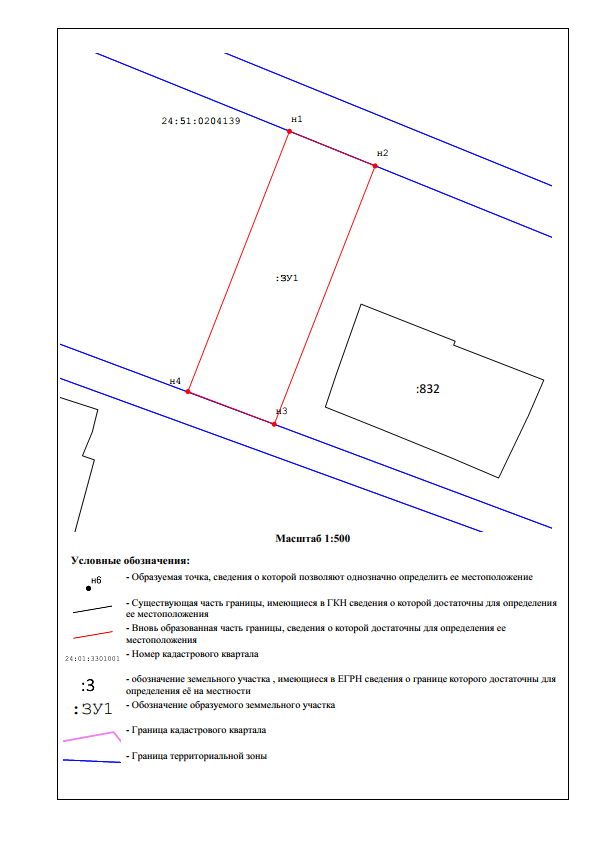 н1
24:51:0204139
н2
:ЗУ1
н4
:832
н3
Масштаб 1:500
Условные обозначения:
н6
- Образуемая точка, сведения о которой позволяют однозначно определить ее местоположение
- Существующая часть границы, имеющиеся в ГКН сведения о которой достаточны для определения
ее местоположения
- Вновь образованная часть границы, сведения о которой достаточны для определения ее
местоположения
24:01:3301001
- Номер кадастрового квартала
:3
- обозначение земельного участка , имеющиеся в ЕГРН сведения о границе которого достаточны для
определения её на местности
:ЗУ1
- Обозначение образуемого земмельного участка
- Граница кадастрового квартала
- Граница территориальной зоны